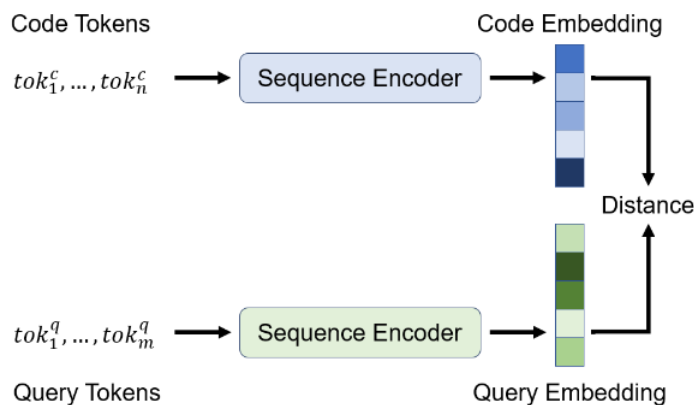 Code Tokens
Code Embedding
tok₁ᶜ, ..., tokₙᶜ
Sequence Encoder
Distance
tok₁^q, ..., tokₘ^q
Sequence Encoder
Query Tokens
Query Embedding